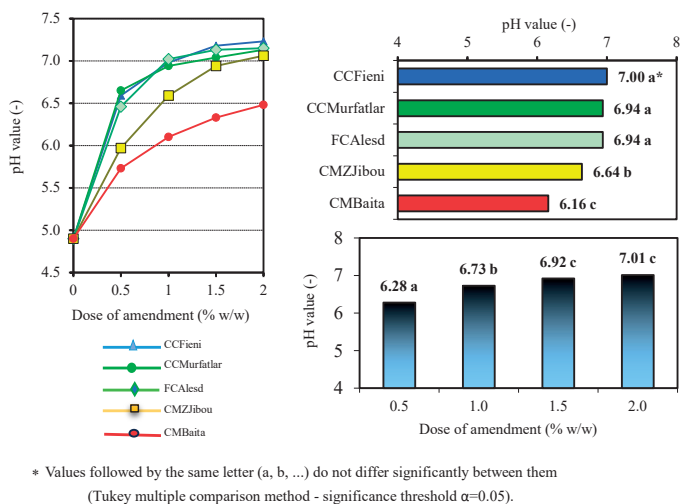 7.5
7.0
6.5
6.0
5.5
5.0
4.5
pH value (-)
0 0.5 1 1.5 2
Dose of amendment (% w/w)
CCFieni
CCMurfatlar
FCAlesd
CMZJibou
CMBaita
pH value (-)
4 5 6 7 8
CCFieni 7.00 a*
CCMurfatlar 6.94 a
FCAlesd 6.94 a
CMZJibou 6.64 b
CMBaita 6.16 c
8
7
6
5
4
pH value (-)
6.28 a 6.73 b 6.92 c 7.01 c
0.5 1.0 1.5 2.0
Dose of amendment (% w/w)
* Values followed by the same letter (a, b, ...) do not differ significantly between them
(Tukey multiple comparison method - significance threshold α=0.05).